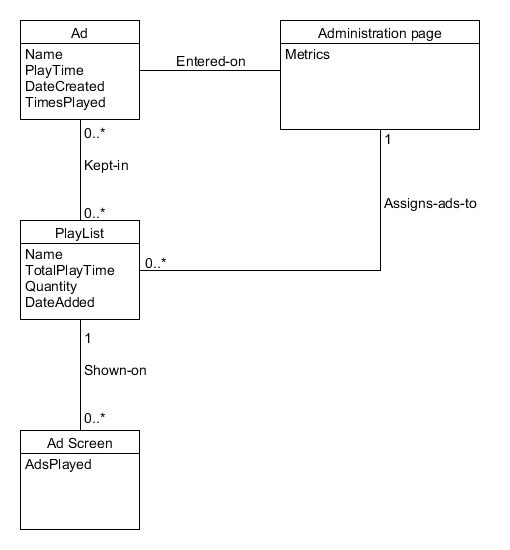 Ad
Name
PlayTime
DateCreated
TimesPlayed
Entered-on
Administration page
Metrics
0..*
Kept-in
0..*
1
Assigns-ads-to
0..*
PlayList
Name
TotalPlayTime
Quantity
DateAdded
1
Shown-on
0..*
Ad Screen
AdsPlayed